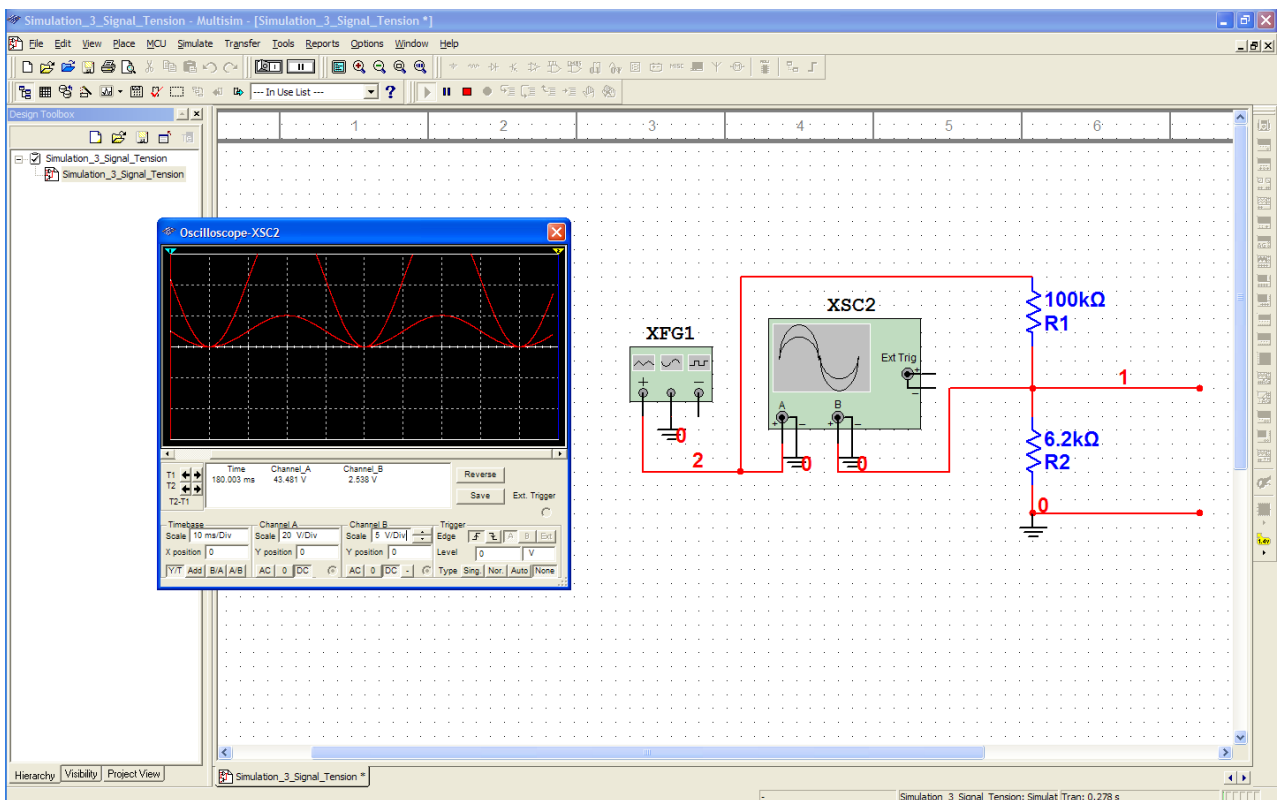 Simulation_3_Signal_Tension - Multisim - [Simulation_3_Signal_Tension *]
File Edit View Place MCU Simulate Transfer Tools Reports Options Window Help
MISC
--- In Use List ---
?
Design Toolbox
Simulation_3_Signal_Tension
Simulation_3_Signal_Tension
1 2 3 4 5 6
Oscilloscope-XSC2
T1
T2
T2-T1
Time Channel_A Channel_B
180.003 ms 43.481 V 2.538 V
Reverse
Save
Ext. Trigger
Timebase
Scale 10 ms/Div
X position 0
Y/T Add B/A A/B
Channel A
Scale 20 V/Div
Y position 0
AC 0 DC
Channel B
Scale 5 V/Div
Y position 0
AC 0 DC -
Trigger
Edge A B Ext
Level 0 V
Type Sing. Nor. Auto None
XFG1
+ −
0
2
XSC2
Ext Trig
+
−
A B
+ − + −
0 0
100kΩ
R1
1
6.2kΩ
R2
0
Hierarchy Visibility Project View
Simulation_3_Signal_Tension *
- Simulation_3_Signal_Tension: Simulat Tran: 0.278 s